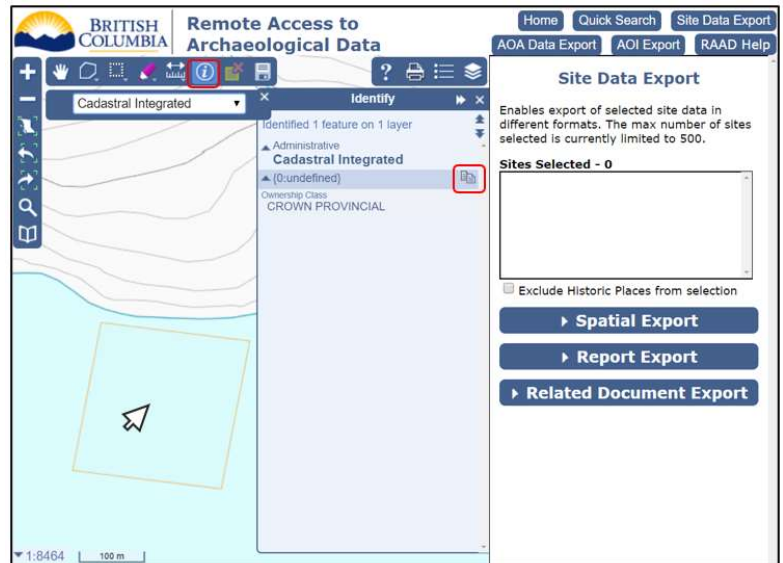 BRITISH
COLUMBIA
Remote Access to
Archaeological Data
Home
Quick Search
Site Data Export
AOA Data Export
AOI Export
RAAD Help
?
Cadastral Integrated
Identify
Identified 1 feature on 1 layer
Administrative
Cadastral Integrated
{0:undefined}
Ownership Class
CROWN PROVINCIAL
1:8464
100 m
Site Data Export
Enables export of selected site data in
different formats. The max number of sites
selected is currently limited to 500.
Sites Selected - 0
Exclude Historic Places from selection
Spatial Export
Report Export
Related Document Export